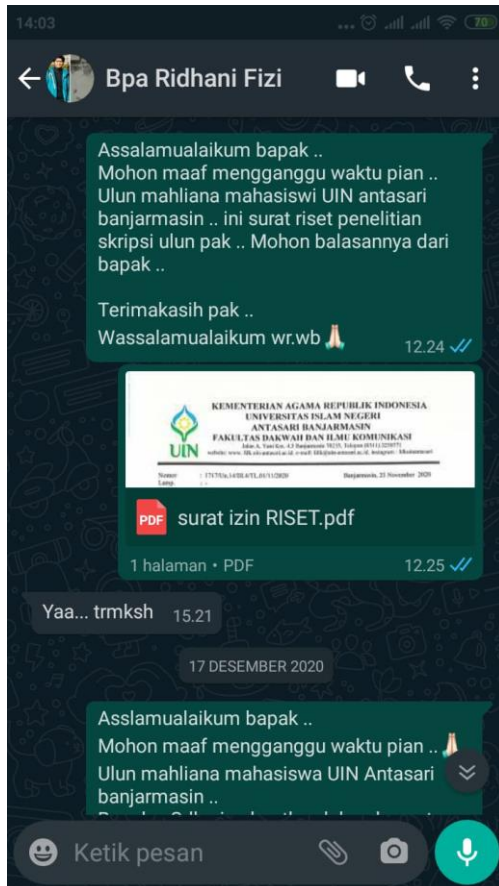 14:03
70
Bpa Ridhani Fizi
Assalamualaikum bapak ..
Mohon maaf mengganggu waktu pian ..
Ulun mahliana mahasiswi UIN antasari
banjarmasin .. ini surat riset penelitian
skripsi ulun pak .. Mohon balasannya dari
bapak ..
Terimakasih pak ..
Wassalamualaikum wr.wb 🙏🏻
12.24
KEMENTERIAN AGAMA REPUBLIK INDONESIA
UNIVERSITAS ISLAM NEGERI
ANTASARI BANJARMASIN
FAKULTAS DAKWAH DAN ILMU KOMUNIKASI
UIN
Nomor
Banjarmasin, 23 November 2020
Lamp.
PDF surat izin RISET.pdf
1 halaman • PDF
12.25
Yaa... trmksh 15.21
17 DESEMBER 2020
Asslamualaikum bapak ..
Mohon maaf mengganggu waktu pian .. 🙏🏻
Ulun mahliana mahasiswa UIN Antasari
banjarmasin ..
Ketik pesan